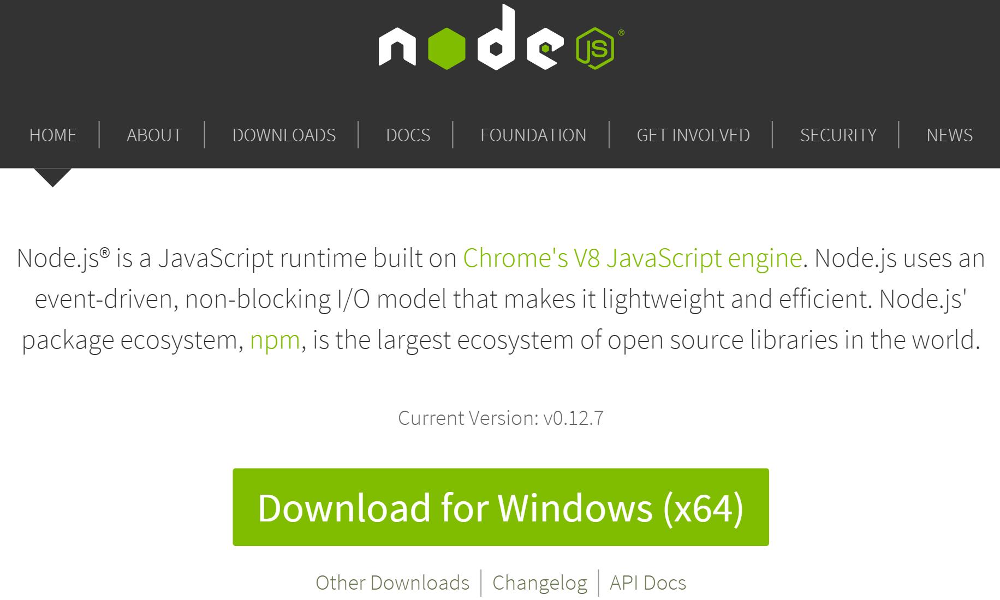 node JS ®
HOME ABOUT DOWNLOADS DOCS FOUNDATION GET INVOLVED SECURITY NEWS
Node.js® is a JavaScript runtime built on Chrome's V8 JavaScript engine. Node.js uses an
event-driven, non-blocking I/O model that makes it lightweight and efficient. Node.js'
package ecosystem, npm, is the largest ecosystem of open source libraries in the world.
Current Version: v0.12.7
Download for Windows (x64)
Other Downloads Changelog API Docs